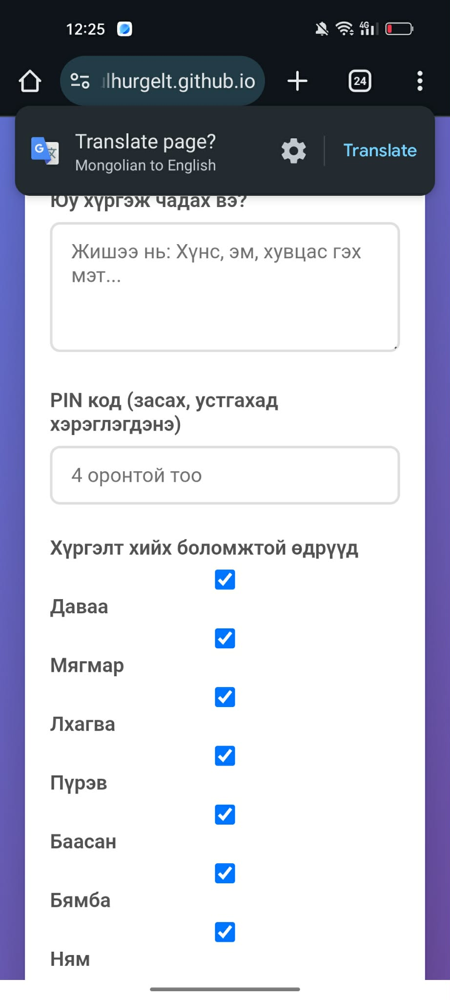 12:25
4G
lhurgelt.github.io
24
Translate page?
Mongolian to English
Translate
Юу хүргэж чадах вэ?
Жишээ нь: Хүнс, эм, хувцас гэх
мэт...
PIN код (засах, устгахад
хэрэглэгдэнэ)
4 оронтой тоо
Хүргэлт хийх боломжтой өдрүүд
Даваа
Мягмар
Лхагва
Пүрэв
Баасан
Бямба
Ням